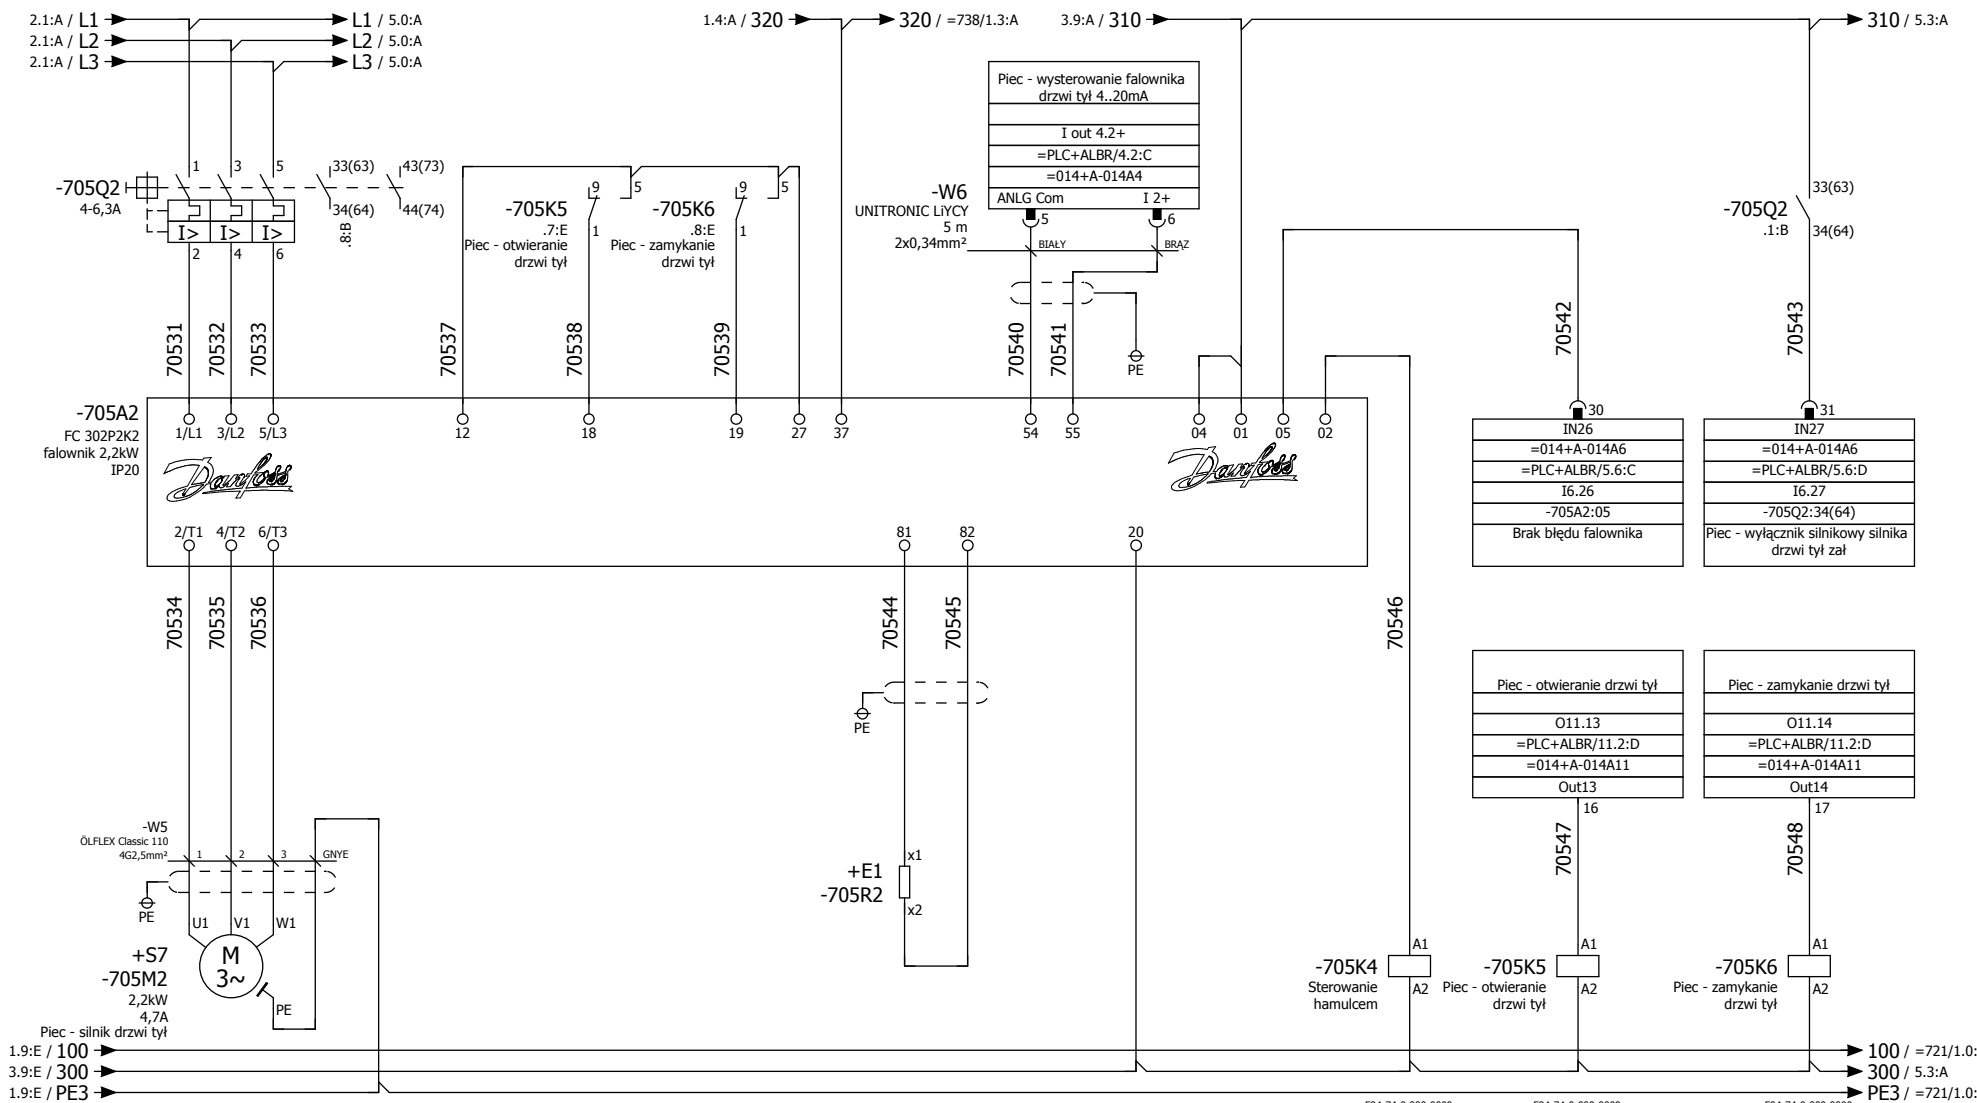 2.1:A / L1
L1 / 5.0:A
2.1:A / L2
L2 / 5.0:A
2.1:A / L3
L3 / 5.0:A
1.4:A / 320
320 / =738/1.3:A
3.9:A / 310
310 / 5.3:A
Piec - wysterowanie falownika
drzwi tył 4..20mA
I out 4.2+
=PLC+ALBR/4.2:C
=014+A-014A4
ANLG Com
I 2+
5
6
-705Q2
4-6,3A
1
3
5
33(63)
43(73)
34(64)
44(74)
.8:B
I>
I>
I>
2
4
6
9
5
-705K5
.7:E
Piec - otwieranie
drzwi tył
1
9
5
-705K6
.8:E
Piec - zamykanie
drzwi tył
1
-W6
UNITRONIC LiYCY
5 m
2x0,34mm²
BIAŁY
BRĄZ
PE
-705Q2
.1:B
33(63)
34(64)
70531
70532
70533
70537
70538
70539
70540
70541
70542
70543
-705A2
FC 302P2K2
falownik 2,2kW
IP20
1/L1
3/L2
5/L3
12
18
19
27
37
54
55
04
01
05
02
Danfoss
Danfoss
2/T1
4/T2
6/T3
81
82
20
30
IN26
=014+A-014A6
=PLC+ALBR/5.6:C
I6.26
-705A2:05
Brak błędu falownika
31
IN27
=014+A-014A6
=PLC+ALBR/5.6:D
I6.27
-705Q2:34(64)
Piec - wyłącznik silnikowy silnika
drzwi tył zał
70534
70535
70536
70544
70545
70546
PE
Piec - otwieranie drzwi tył
O11.13
=PLC+ALBR/11.2:D
=014+A-014A11
Out13
16
Piec - zamykanie drzwi tył
O11.14
=PLC+ALBR/11.2:D
=014+A-014A11
Out14
17
70547
70548
-W5
ÖLFLEX Classic 110
4G2,5mm²
1
2
3
GNYE
PE
U1
V1
W1
M
3~
PE
+S7
-705M2
2,2kW
4,7A
Piec - silnik drzwi tył
+E1
-705R2
x1
x2
-705K4
Sterowanie
hamulcem
A1
A2
-705K5
Piec - otwieranie
drzwi tył
A1
A2
-705K6
Piec - zamykanie
drzwi tył
A1
A2
1.9:E / 100
100 / =721/1.0:
3.9:E / 300
300 / 5.3:A
1.9:E / PE3
PE3 / =721/1.0: